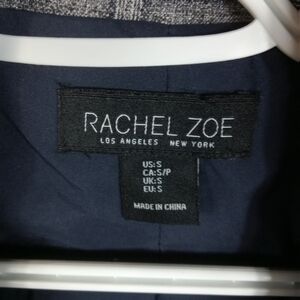 RACHEL ZOE
LOS ANGELES NEW YORK
US:S
CA:S/P
UK:S
EU:S
MADE IN CHINA